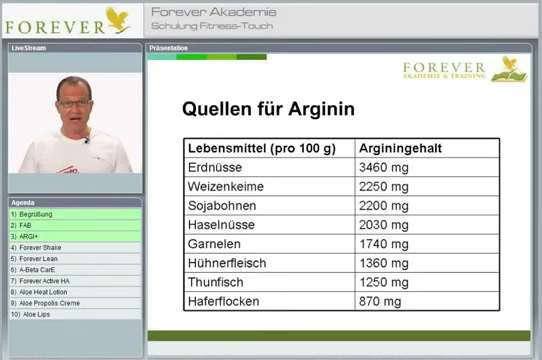 FOREVER
Forever Akademie
Schulung Fitness-Touch
LiveStream
Präsentation
FOREVER
AKADEMIE & TRAINING
Quellen für Arginin
Lebensmittel (pro 100 g) Arginingehalt
Erdnüsse 3460 mg
Weizenkeime 2250 mg
Sojabohnen 2200 mg
Haselnüsse 2030 mg
Garnelen 1740 mg
Hühnerfleisch 1360 mg
Thunfisch 1250 mg
Haferflocken 870 mg
Agenda
1) Begrüßung
2) FAB
3) ARGI+
4) Forever Shake
5) Forever Lean
6) A-Beta CarE
7) Forever Active HA
8) Aloe Heat Lotion
9) Aloe Propolis Creme
10) Aloe Lips